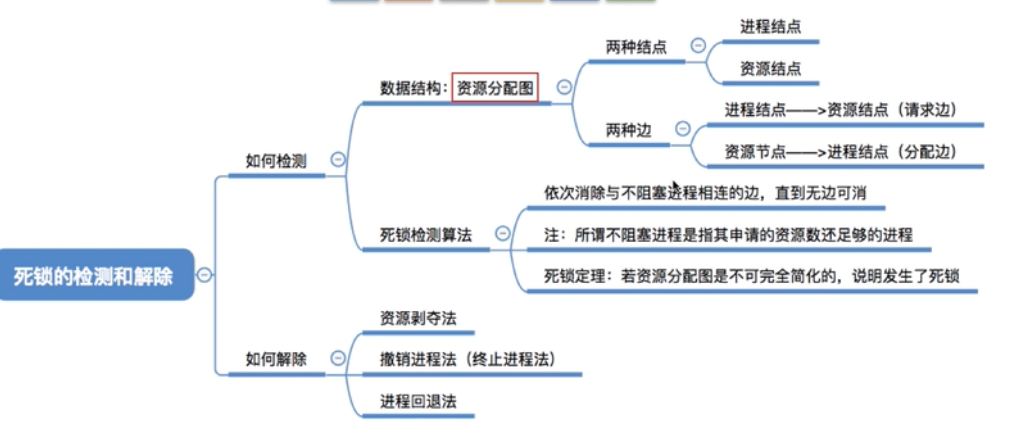 死锁的检测和解除
如何检测
数据结构：资源分配图
两种结点
进程结点
资源结点
两种边
进程结点——>资源结点（请求边）
资源节点——>进程结点（分配边）
死锁检测算法
依次消除与不阻塞进程相连的边，直到无边可消
注：所谓不阻塞进程是指其申请的资源数还足够的进程
死锁定理：若资源分配图是不可完全简化的，说明发生了死锁
如何解除
资源剥夺法
撤销进程法（终止进程法）
进程回退法